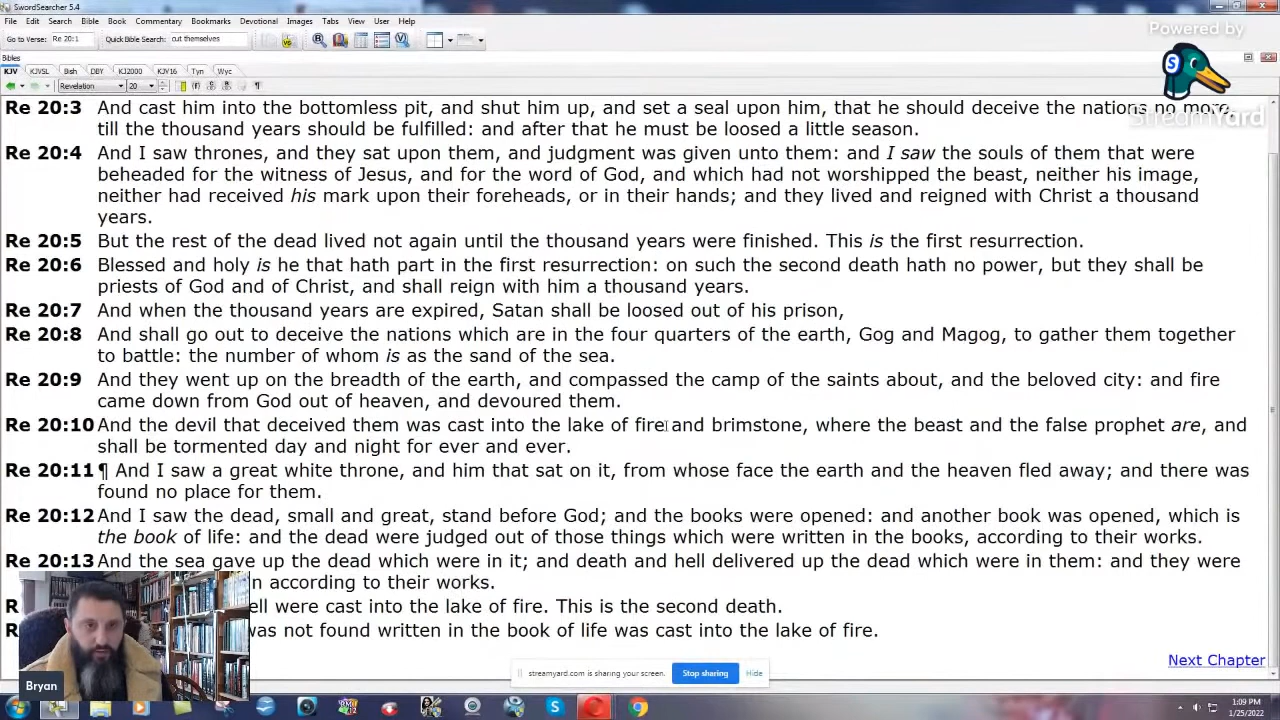 SwordSearcher 5.4
File Edit Search Bible Book Commentary Bookmarks Devotional Images Tabs View User Help
Powered by
Go to Verse: Re 20:1 Quick Bible Search: cut themselves
Bibles
KJV KJVSL Bish DBY KJ2000 KJV16 Tyn Wyc
Revelation 20
StreamYard
Re 20:3 And cast him into the bottomless pit, and shut him up, and set a seal upon him, that he should deceive the nations no more,
till the thousand years should be fulfilled: and after that he must be loosed a little season.
Re 20:4 And I saw thrones, and they sat upon them, and judgment was given unto them: and I saw the souls of them that were
beheaded for the witness of Jesus, and for the word of God, and which had not worshipped the beast, neither his image,
neither had received his mark upon their foreheads, or in their hands; and they lived and reigned with Christ a thousand
years.
Re 20:5 But the rest of the dead lived not again until the thousand years were finished. This is the first resurrection.
Re 20:6 Blessed and holy is he that hath part in the first resurrection: on such the second death hath no power, but they shall be
priests of God and of Christ, and shall reign with him a thousand years.
Re 20:7 And when the thousand years are expired, Satan shall be loosed out of his prison,
Re 20:8 And shall go out to deceive the nations which are in the four quarters of the earth, Gog and Magog, to gather them together
to battle: the number of whom is as the sand of the sea.
Re 20:9 And they went up on the breadth of the earth, and compassed the camp of the saints about, and the beloved city: and fire
came down from God out of heaven, and devoured them.
Re 20:10 And the devil that deceived them was cast into the lake of fire and brimstone, where the beast and the false prophet are, and
shall be tormented day and night for ever and ever.
Re 20:11 ¶ And I saw a great white throne, and him that sat on it, from whose face the earth and the heaven fled away; and there was
found no place for them.
Re 20:12 And I saw the dead, small and great, stand before God; and the books were opened: and another book was opened, which is
the book of life: and the dead were judged out of those things which were written in the books, according to their works.
Re 20:13 And the sea gave up the dead which were in it; and death and hell delivered up the dead which were in them: and they were
n according to their works.
R ell were cast into the lake of fire. This is the second death.
R was not found written in the book of life was cast into the lake of fire.
Next Chapter
streamyard.com is sharing your screen. Stop sharing Hide
Bryan
1:09 PM
1/25/2022